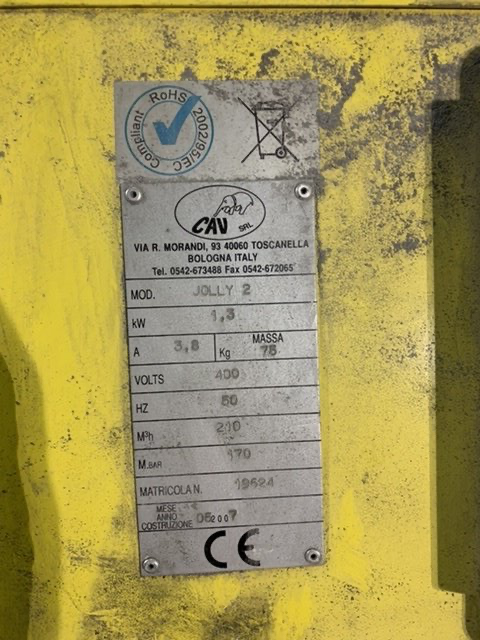 RoHS
Compliant 2002/95/EC
CAV SRL
VIA R. MORANDI, 93 40060 TOSCANELLA
BOLOGNA ITALY
Tel. 0542-673488 Fax 0542-672065
MOD. JOLLY 2
kW 1,3
A 3,8 Kg MASSA 75
VOLTS 400
HZ 50
M³h 210
M.BAR 170
MATRICOLA N. 19524
MESE
ANNO 05 2007
COSTRUZIONE
CE